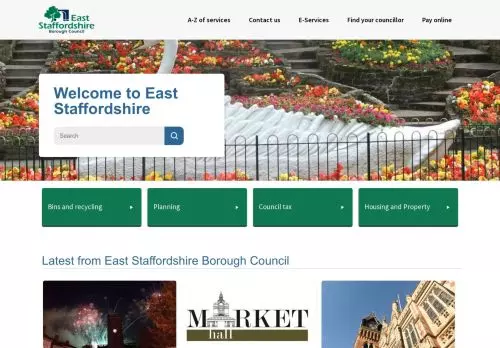 East
Staffordshire
Borough Council
A-Z of services
Contact us
E-Services
Find your councillor
Pay online
Welcome to East
Staffordshire
Search
Bins and recycling
Planning
Council tax
Housing and Property
Latest from East Staffordshire Borough Council
MARKET
hall